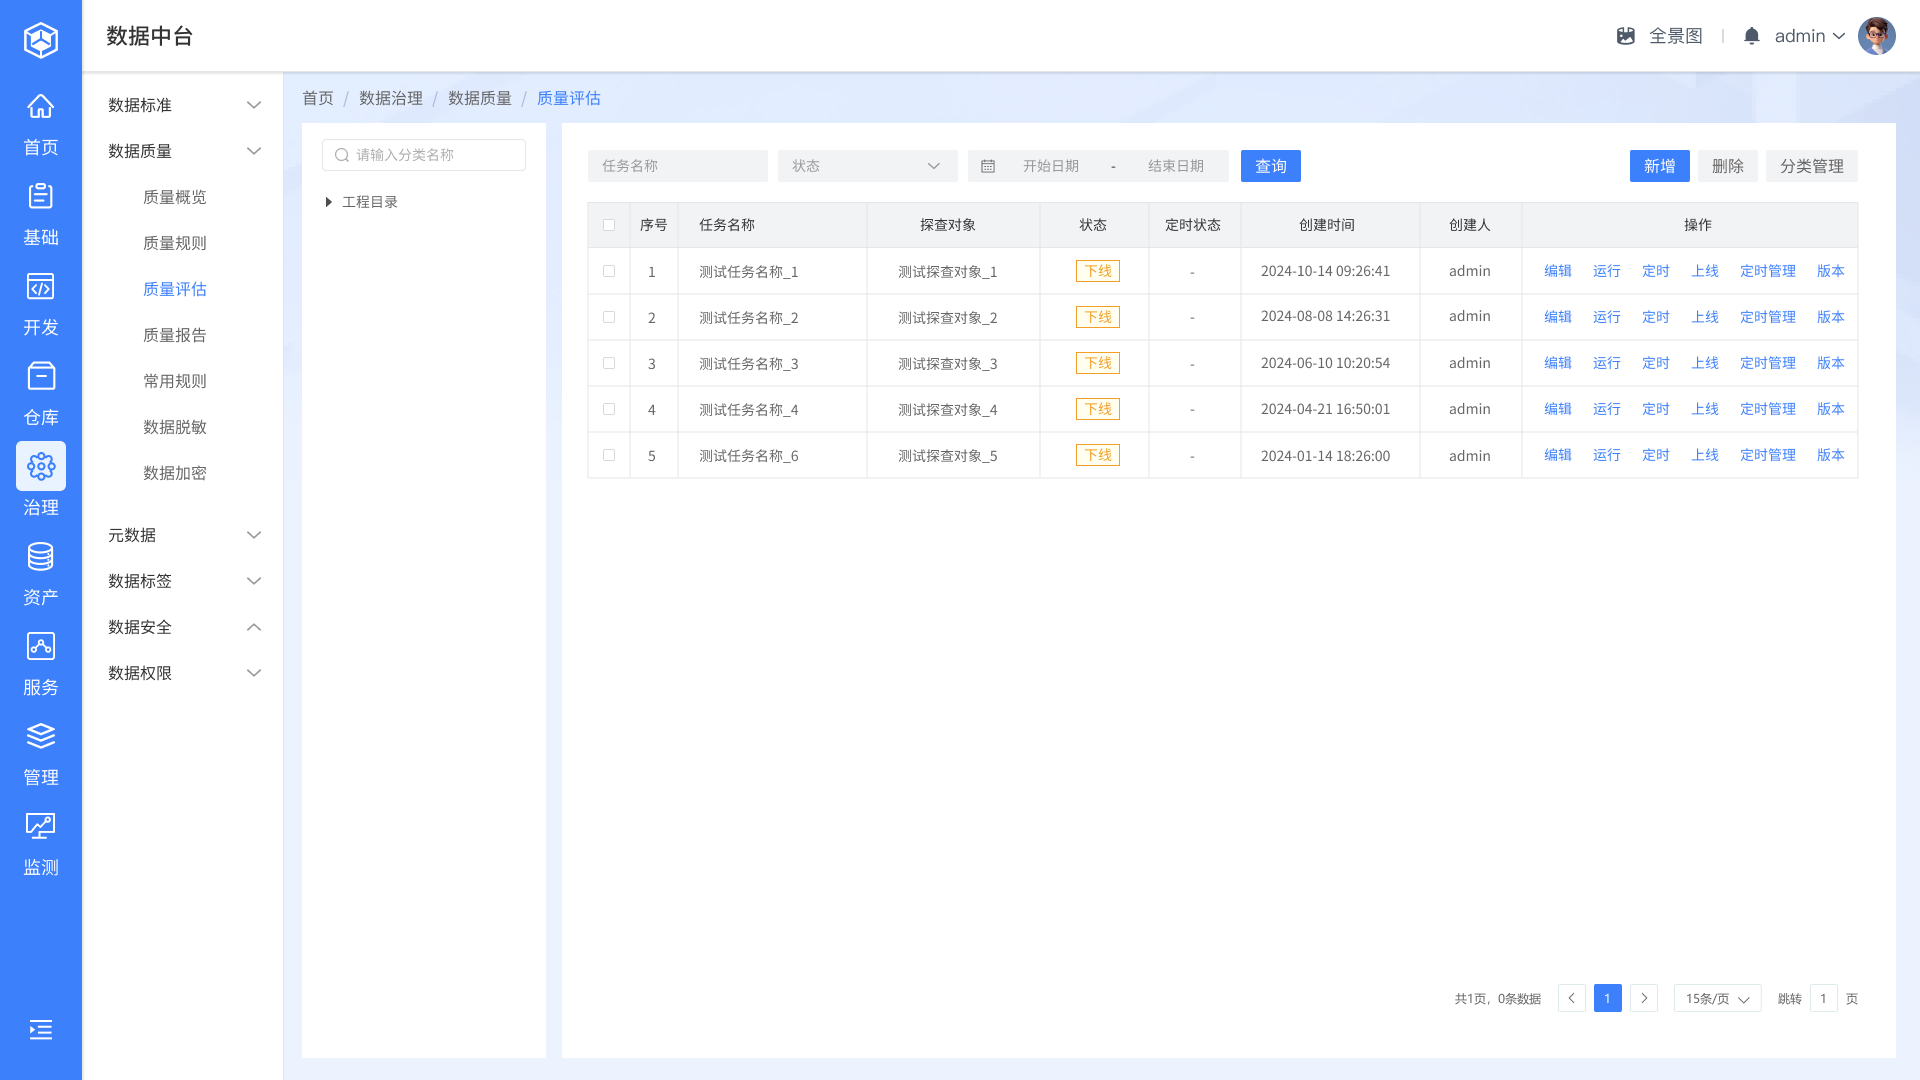 数据中台
全景图 | admin
首页
基础
开发
仓库
治理
资产
服务
管理
监测
数据标准
数据质量
质量概览
质量规则
质量评估
质量报告
常用规则
数据脱敏
数据加密
元数据
数据标签
数据安全
数据权限
首页 / 数据治理 / 数据质量 / 质量评估
请输入分类名称
工程目录
任务名称 状态 开始日期 - 结束日期 查询 新增 删除 分类管理
序号 任务名称 探查对象 状态 定时状态 创建时间 创建人 操作
1 测试任务名称_1 测试探查对象_1 下线 - 2024-10-14 09:26:41 admin 编辑 运行 定时 上线 定时管理 版本
2 测试任务名称_2 测试探查对象_2 下线 - 2024-08-08 14:26:31 admin 编辑 运行 定时 上线 定时管理 版本
3 测试任务名称_3 测试探查对象_3 下线 - 2024-06-10 10:20:54 admin 编辑 运行 定时 上线 定时管理 版本
4 测试任务名称_4 测试探查对象_4 下线 - 2024-04-21 16:50:01 admin 编辑 运行 定时 上线 定时管理 版本
5 测试任务名称_6 测试探查对象_5 下线 - 2024-01-14 18:26:00 admin 编辑 运行 定时 上线 定时管理 版本
共1页，0条数据 1 15条/页 跳转 1 页